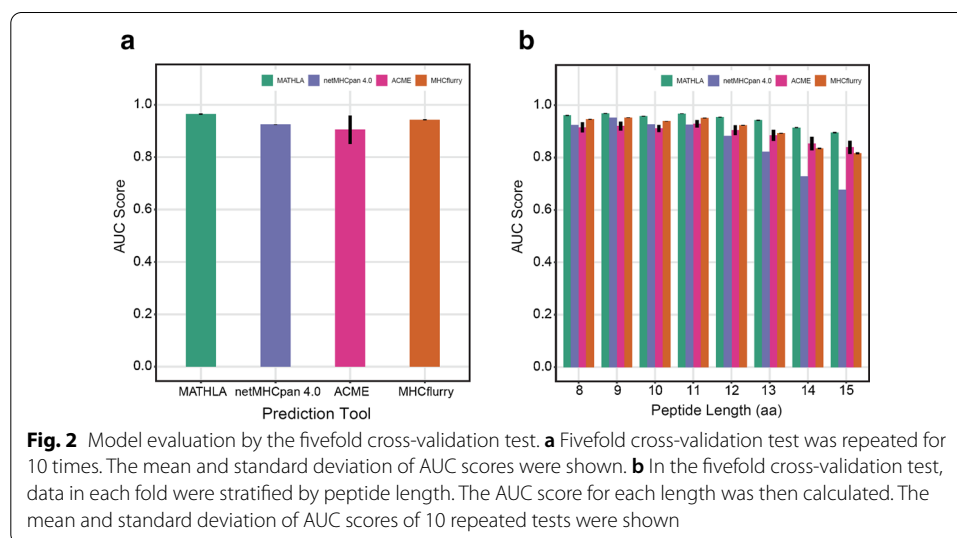 a
MATHLA netMHCpan 4.0 ACME MHCflurry
1.0
0.8
0.6
0.4
0.2
0.0
AUC Score
MATHLA netMHCpan 4.0 ACME MHCflurry
Prediction Tool
b
MATHLA netMHCpan 4.0 ACME MHCflurry
1.0
0.8
0.6
0.4
0.2
0.0
AUC Score
8 9 10 11 12 13 14 15
Peptide Length (aa)
Fig. 2 Model evaluation by the fivefold cross-validation test. a Fivefold cross-validation test was repeated for
10 times. The mean and standard deviation of AUC scores were shown. b In the fivefold cross-validation test,
data in each fold were stratified by peptide length. The AUC score for each length was then calculated. The
mean and standard deviation of AUC scores of 10 repeated tests were shown